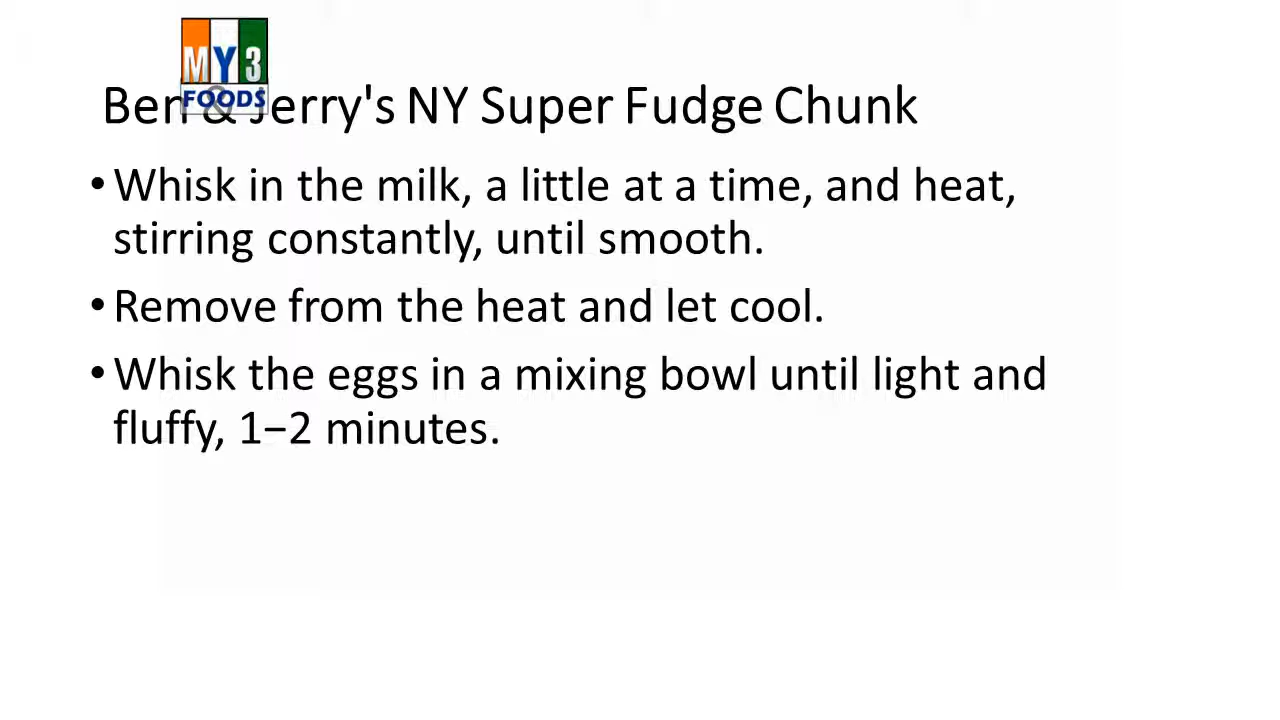 MY3
FOODS
Ben & Jerry's NY Super Fudge Chunk
• Whisk in the milk, a little at a time, and heat,
stirring constantly, until smooth.
• Remove from the heat and let cool.
• Whisk the eggs in a mixing bowl until light and
fluffy, 1–2 minutes.